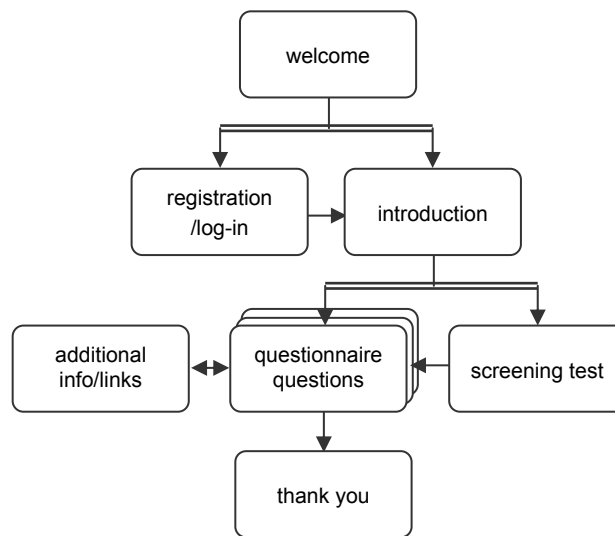 welcome
registration
/log-in
introduction
additional
info/links
questionnaire
questions
screening test
thank you